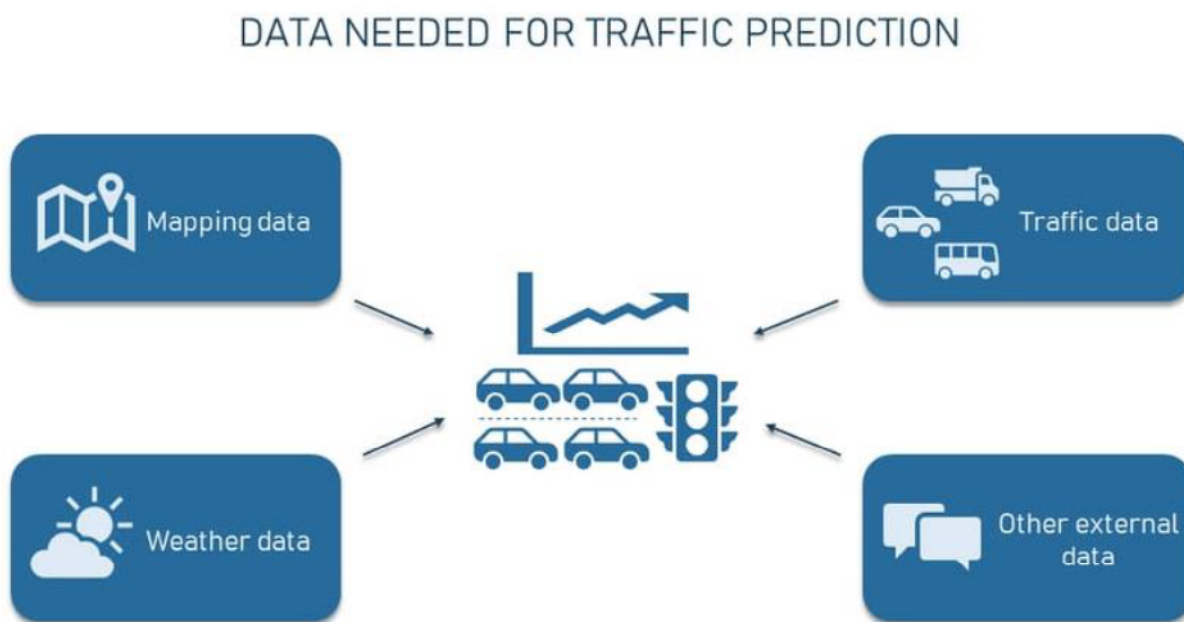 DATA NEEDED FOR TRAFFIC PREDICTION
Mapping data
Traffic data
Weather data
Other external
data